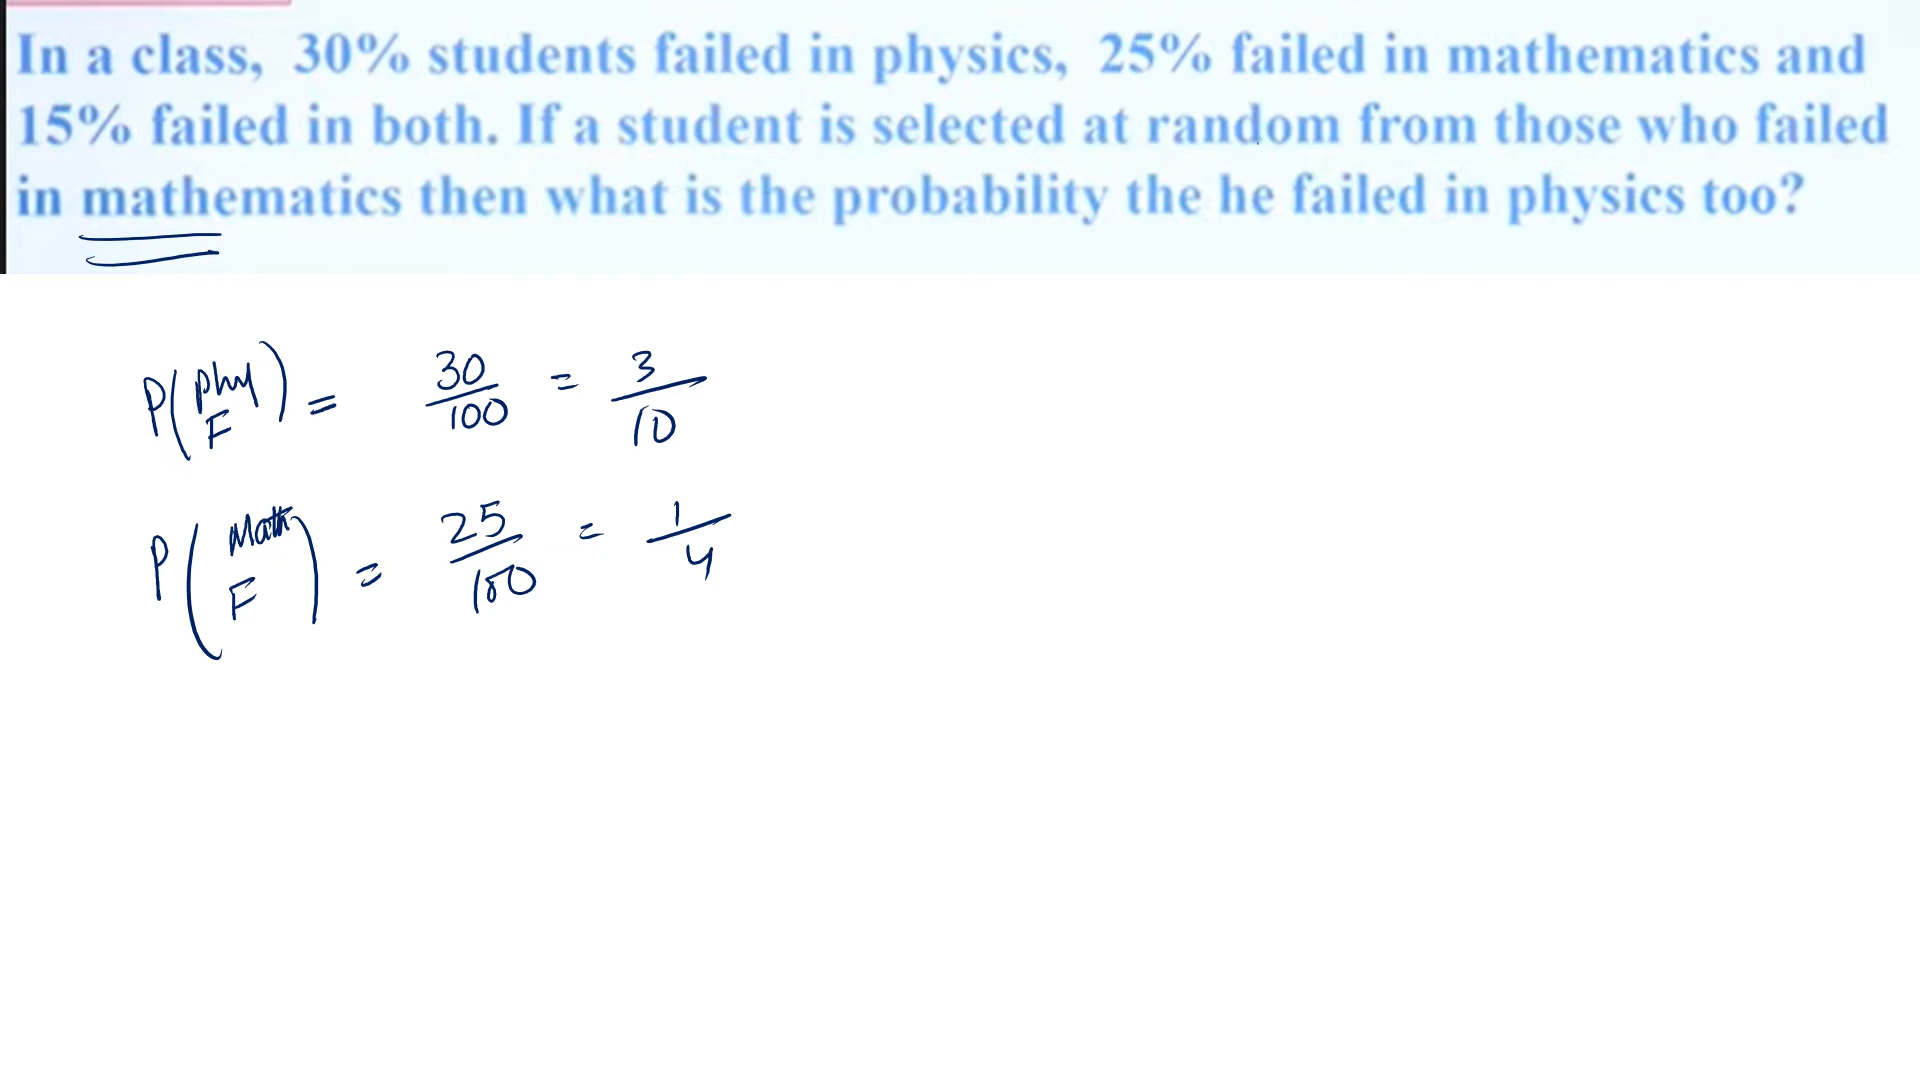 In a class, 30% students failed in physics, 25% failed in mathematics and
15% failed in both. If a student is selected at random from those who failed
in mathematics then what is the probability the he failed in physics too?
P(phy F) = 30/100 = 3/10
P(Math F) = 25/100 = 1/4